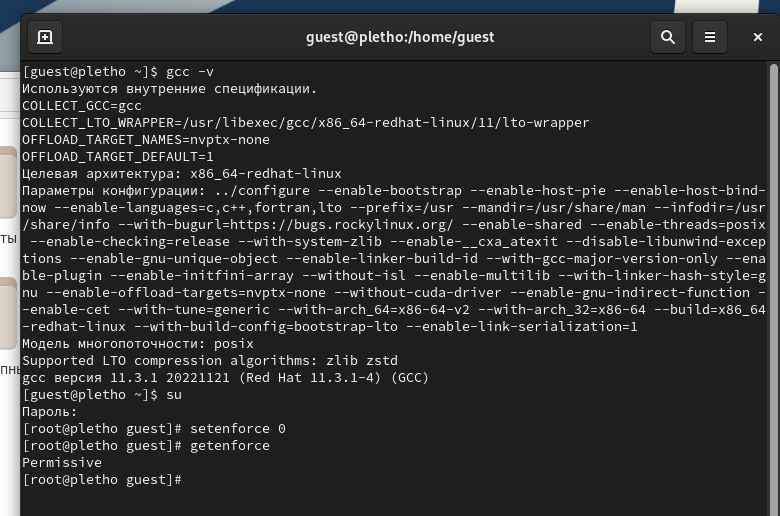 guest@pletho:/home/guest
[guest@pletho ~]$ gcc -v
Используются внутренние спецификации.
COLLECT_GCC=gcc
COLLECT_LTO_WRAPPER=/usr/libexec/gcc/x86_64-redhat-linux/11/lto-wrapper
OFFLOAD_TARGET_NAMES=nvptx-none
OFFLOAD_TARGET_DEFAULT=1
Целевая архитектура: x86_64-redhat-linux
Параметры конфигурации: ../configure --enable-bootstrap --enable-host-pie --enable-host-bind-
now --enable-languages=c,c++,fortran,lto --prefix=/usr --mandir=/usr/share/man --infodir=/usr
/share/info --with-bugurl=https://bugs.rockylinux.org/ --enable-shared --enable-threads=posix
--enable-checking=release --with-system-zlib --enable-__cxa_atexit --disable-libunwind-excep
tions --enable-gnu-unique-object --enable-linker-build-id --with-gcc-major-version-only --ena
ble-plugin --enable-initfini-array --without-isl --enable-multilib --with-linker-hash-style=g
nu --enable-offload-targets=nvptx-none --without-cuda-driver --enable-gnu-indirect-function -
-enable-cet --with-tune=generic --with-arch_64=x86-64-v2 --with-arch_32=x86-64 --build=x86_64
-redhat-linux --with-build-config=bootstrap-lto --enable-link-serialization=1
Модель многопоточности: posix
Supported LTO compression algorithms: zlib zstd
gcc версия 11.3.1 20221121 (Red Hat 11.3.1-4) (GCC)
[guest@pletho ~]$ su
Пароль:
[root@pletho guest]# setenforce 0
[root@pletho guest]# getenforce
Permissive
[root@pletho guest]#